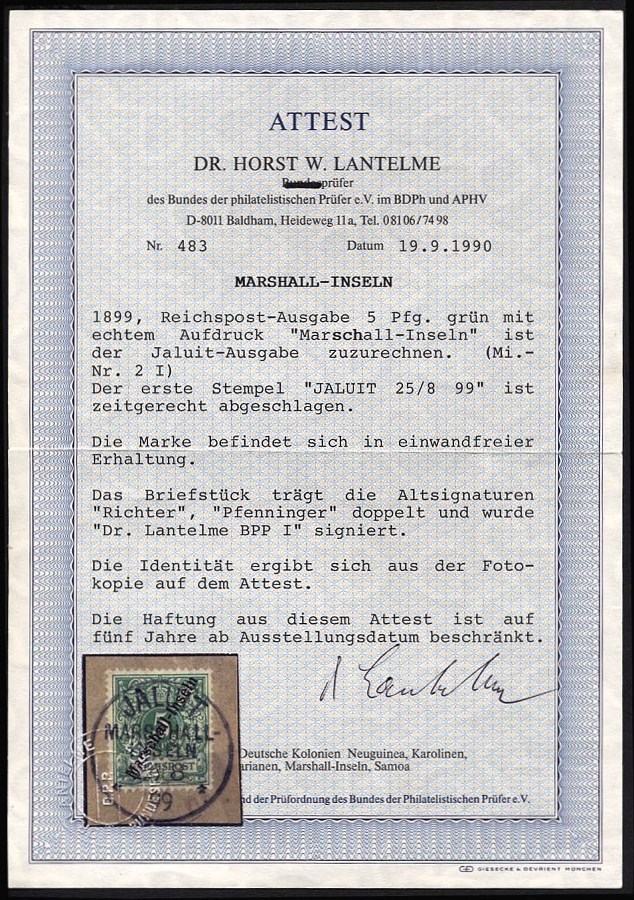 ATTEST
DR. HORST W. LANTELME
prüfer
des Bundes der philatelistischen Prüfer e.V. im BDPh und APHV
D-8011 Baldham, Heideweg 11a, Tel. 08106/7498
Nr. 483 Datum 19.9.1990
MARSHALL-INSELN
1899, Reichspost-Ausgabe 5 Pfg. grün mit
echtem Aufdruck "Marschall-Inseln" ist
der Jaluit-Ausgabe zuzurechnen. (Mi.-
Nr. 2 I)
Der erste Stempel "JALUIT 25/8 99" ist
zeitgerecht abgeschlagen.
Die Marke befindet sich in einwandfreier
Erhaltung.
Das Briefstück trägt die Altsignaturen
"Richter", "Pfenninger" doppelt und wurde
"Dr. Lantelme BPP I" signiert.
Die Identität ergibt sich aus der Foto-
kopie auf dem Attest.
Die Haftung aus diesem Attest ist auf
fünf Jahre ab Ausstellungsdatum beschränkt.
JALUIT
MARSHALL-
INSELN
Marschall-Inseln
Deutsche Kolonien Neuguinea, Karolinen,
arianen, Marshall-Inseln, Samoa
nd der Prüfordnung des Bundes der Philatelistischen Prüfer e.V.
GIESECKE & DEVRIENT MÜNCHEN